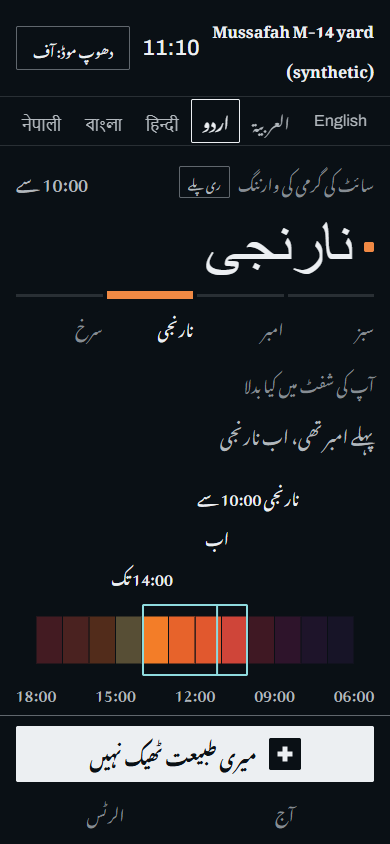 Mussafah M-14 yard (synthetic)
11:10
دھوپ موڈ: آف
English
العربية
اردو
हिन्दी
বাংলা
नेपाली
سائٹ کی گرمی کی وارننگ
ری پلے
10:00 سے
نارنجی
سبز
امبر
نارنجی
سرخ
آپ کی شفٹ میں کیا بدلا
پہلے امبر تھی، اب نارنجی
نارنجی 10:00 سے
اب
14:00 تک
06:00
09:00
12:00
15:00
18:00
میری طبیعت ٹھیک نہیں
آج
الرٹس